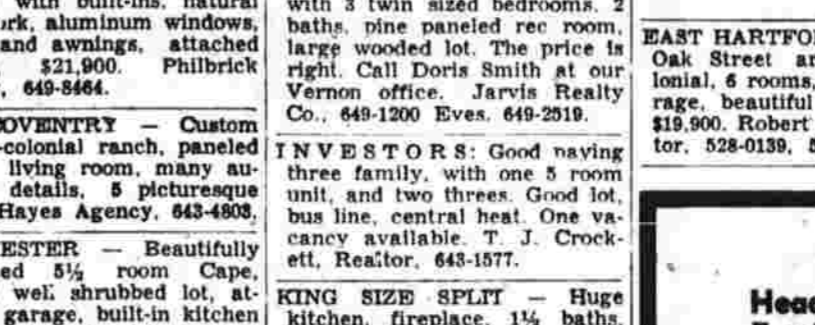 with built-ins, natural
rk, aluminum windows,
and awnings, attached
$21,900. Philbrick
, 649-8464.
OVENTRY — Custom
-colonial ranch, paneled
living room, many au-
details, 5 picturesque
Hayes Agency, 643-4803,
ESTER — Beautifully
ed 5½ room Cape,
well shrubbed lot, at-
garage, built-in kitchen
with 3 twin sized bedrooms, 2
baths, pine paneled rec room,
large wooded lot. The price is
right. Call Doris Smith at our
Vernon office. Jarvis Realty
Co., 649-1200 Eves. 649-2519.
INVESTORS: Good paying
three family, with one 5 room
unit, and two threes. Good lot,
bus line, central heat. One va-
cancy available. T. J. Crock-
ett, Realtor, 643-1577.
KING SIZE SPLIT — Huge
kitchen, fireplace, 1½ baths,
EAST HARTFO
Oak Street
lonial, 6 rooms,
rage, beautiful
$19,900. Robert
tor, 528-0139,
Head